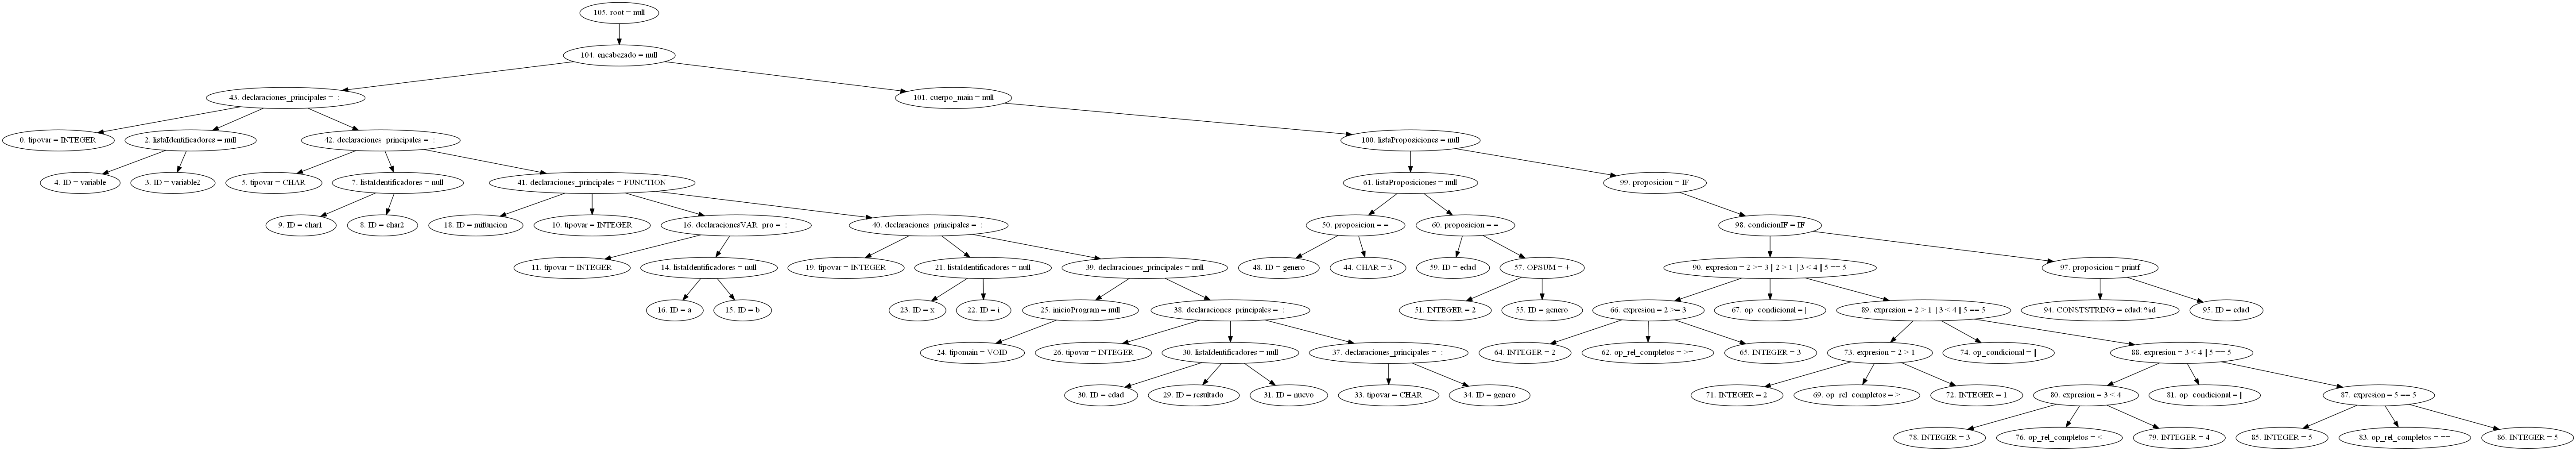 105. root = null
104. encabezado = null
43. declaraciones_principales = :
101. cuerpo_main = null
0. tipovar = INTEGER
2. listaIdentificadores = null
42. declaraciones_principales = :
100. listaProposiciones = null
4. ID = variable
3. ID = variable2
5. tipovar = CHAR
7. listaIdentificadores = null
41. declaraciones_principales = FUNCTION
61. listaProposiciones = null
99. proposicion = IF
9. ID = char1
8. ID = char2
18. ID = mifuncion
10. tipovar = INTEGER
16. declaracionesVAR_pro = :
40. declaraciones_principales = :
50. proposicion = =
60. proposicion = =
98. condicionIF = IF
11. tipovar = INTEGER
14. listaIdentificadores = null
19. tipovar = INTEGER
21. listaIdentificadores = null
39. declaraciones_principales = null
48. ID = genero
44. CHAR = 3
59. ID = edad
57. OPSUM = +
90. expresion = 2 >= 3 || 2 > 1 || 3 < 4 || 5 == 5
97. proposicion = printf
16. ID = a
15. ID = b
23. ID = x
22. ID = i
25. inicioProgram = null
38. declaraciones_principales = :
51. INTEGER = 2
55. ID = genero
66. expresion = 2 >= 3
67. op_condicional = ||
89. expresion = 2 > 1 || 3 < 4 || 5 == 5
94. CONSTSTRING = edad: %d
95. ID = edad
24. tipomain = VOID
26. tipovar = INTEGER
30. listaIdentificadores = null
37. declaraciones_principales = :
64. INTEGER = 2
62. op_rel_completos = >=
65. INTEGER = 3
73. expresion = 2 > 1
74. op_condicional = ||
88. expresion = 3 < 4 || 5 == 5
30. ID = edad
29. ID = resultado
31. ID = nuevo
33. tipovar = CHAR
34. ID = genero
71. INTEGER = 2
69. op_rel_completos = >
72. INTEGER = 1
80. expresion = 3 < 4
81. op_condicional = ||
87. expresion = 5 == 5
78. INTEGER = 3
76. op_rel_completos = <
79. INTEGER = 4
85. INTEGER = 5
83. op_rel_completos = ==
86. INTEGER = 5